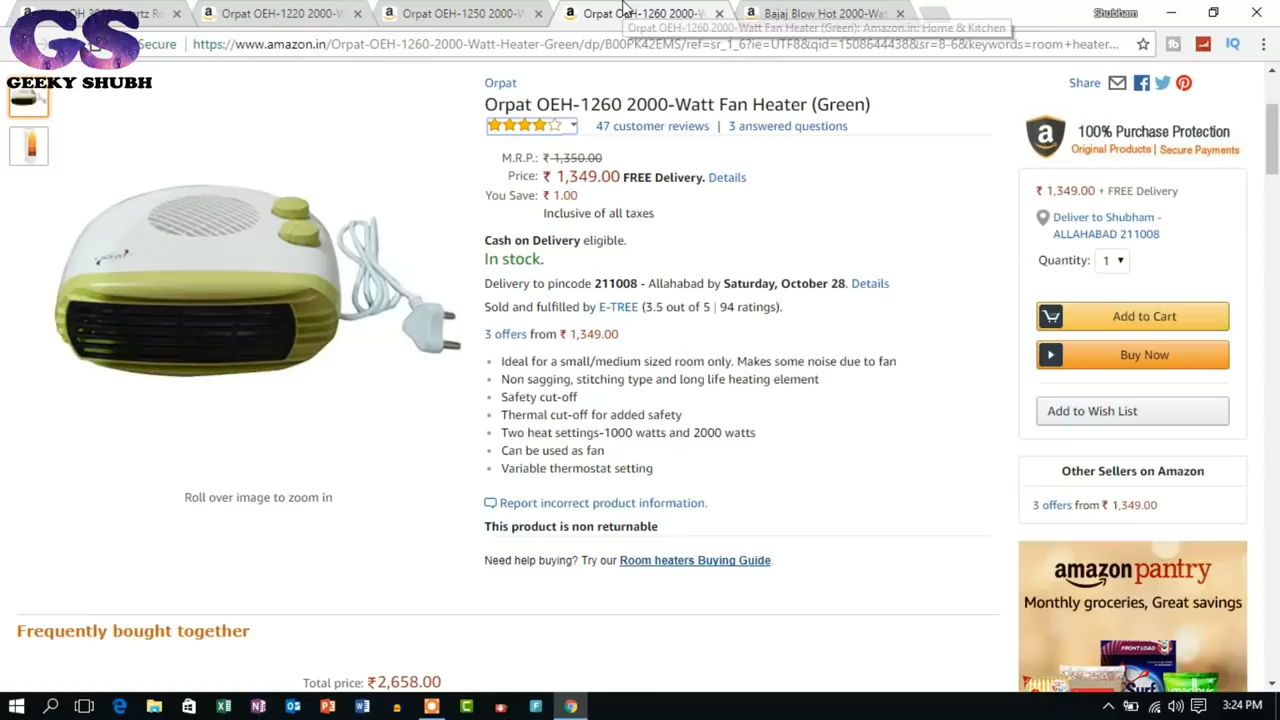 Orpat OEH-1220 2000-W
Orpat OEH-1250 2000-W
Orpat OEH-1260 2000-
Bajaj Blow Hot 2000-Wat
Shubham
Orpat OEH-1260 2000-Watt Fan Heater (Green): Amazon.in: Home & Kitchen
Secure
https://www.amazon.in/Orpat-OEH-1260-2000-Watt-Heater-Green/dp/B00PK42EMS/ref=sr_1_6?ie=UTF8&qid=1508644438&sr=8-6&keywords=room+heater...
IQ
GS
GEEKY SHUBH
Orpat
Share
Orpat OEH-1260 2000-Watt Fan Heater (Green)
47 customer reviews | 3 answered questions
M.R.P.: ₹ 1,350.00
Price: ₹ 1,349.00 FREE Delivery. Details
You Save: ₹ 1.00
Inclusive of all taxes
Cash on Delivery eligible.
In stock.
Delivery to pincode 211008 - Allahabad by Saturday, October 28. Details
Sold and fulfilled by E-TREE (3.5 out of 5 | 94 ratings).
3 offers from ₹ 1,349.00
• Ideal for a small/medium sized room only. Makes some noise due to fan
• Non sagging, stitching type and long life heating element
• Safety cut-off
• Thermal cut-off for added safety
• Two heat settings-1000 watts and 2000 watts
• Can be used as fan
• Variable thermostat setting
Roll over image to zoom in
Report incorrect product information.
This product is non returnable
Need help buying? Try our Room heaters Buying Guide.
Frequently bought together
Total price: ₹2,658.00
100% Purchase Protection
Original Products | Secure Payments
₹ 1,349.00 + FREE Delivery
Deliver to Shubham -
ALLAHABAD 211008
Quantity: 1
Add to Cart
Buy Now
Add to Wish List
Other Sellers on Amazon
3 offers from ₹ 1,349.00
amazon pantry
Monthly groceries, Great savings
FRONT LOAD
Surf
3:24 PM